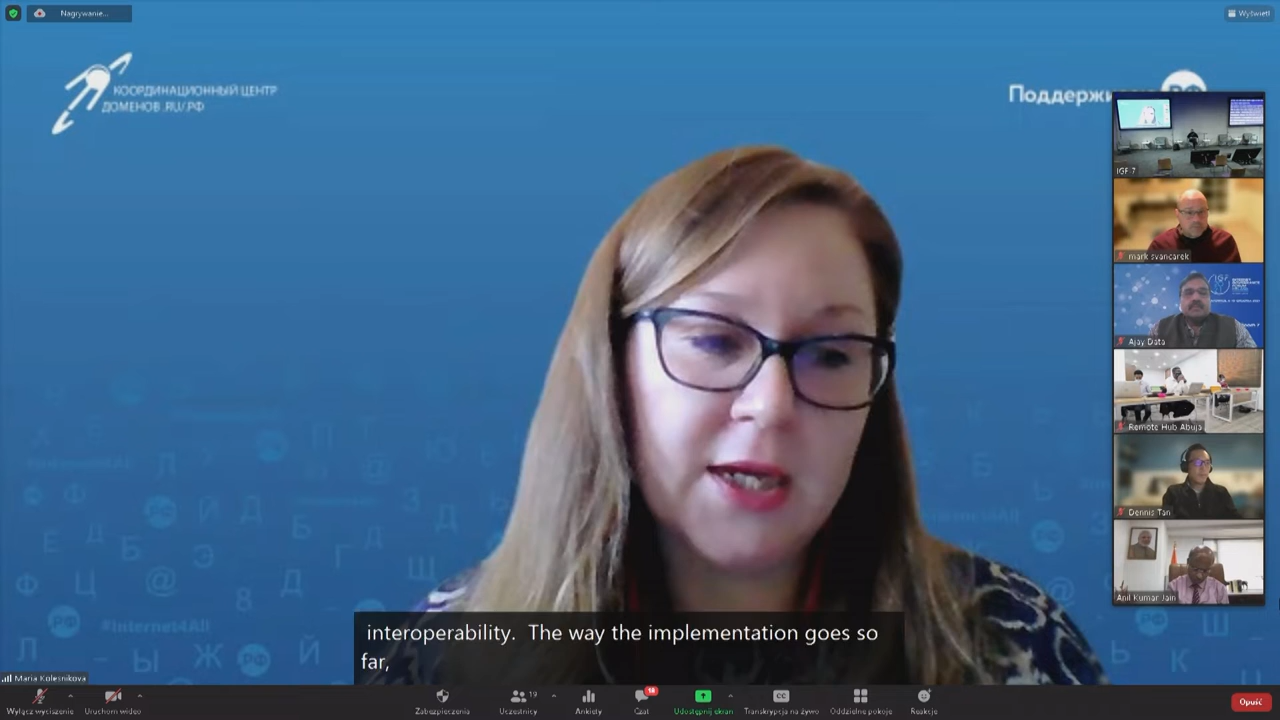 Nagrywanie...
Wyświetl
КООРДИНАЦИОННЫЙ ЦЕНТР
ДОМЕНОВ .RU/.РФ
IGF 7
mark svancarek
Ajay Data
Remote Hub Abuja
Dennis Tan
Anil Kumar Jain
#Internet4All
interoperability. The way the implementation goes so
far,
Maria Kolesnikova
Wyłącz wyciszenie
Uruchom wideo
Zabezpieczenia
19
Uczestnicy
Ankiety
18
Czat
Udostępnij ekran
CC
Transkrypcja na żywo
Oddzielne pokoje
Reakcje
Opuść